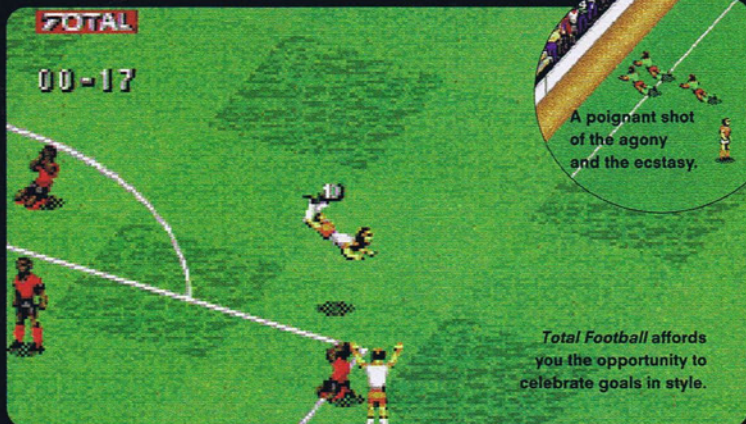 TOTAL
00-17
A poignant shot
of the agony
and the ecstasy.
Total Football affords
you the opportunity to
celebrate goals in style.